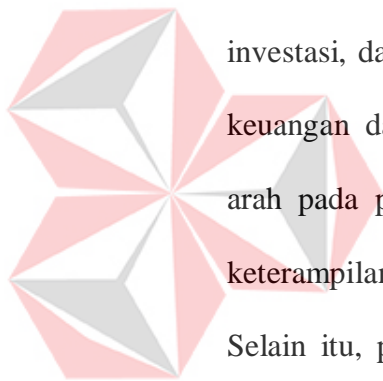 investasi, da
keuangan da
arah pada p
keterampilan
Selain itu, p